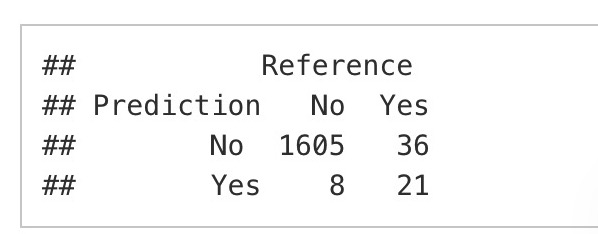 ##           Reference
## Prediction   No  Yes
##        No  1605   36
##        Yes    8   21